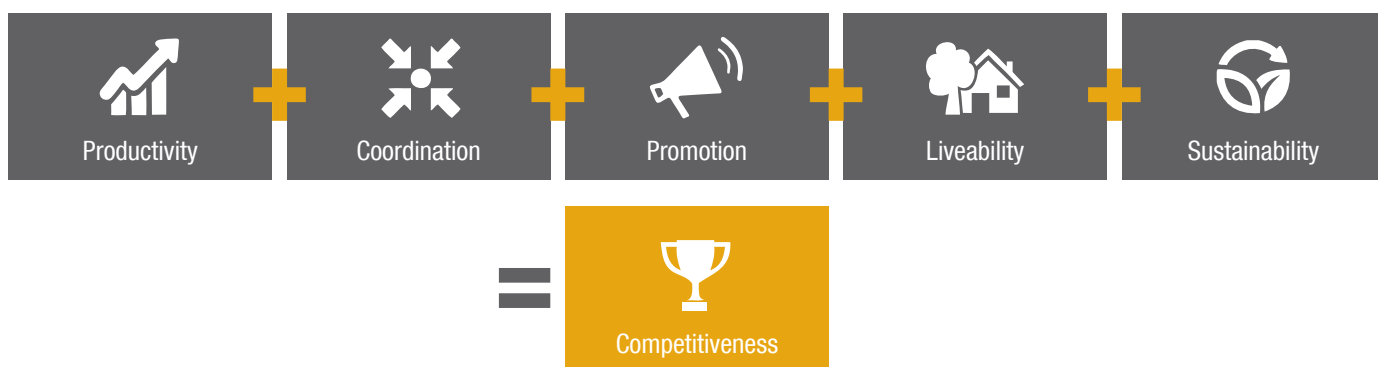 Productivity
Coordination
Promotion
Liveability
Sustainability
Competitiveness